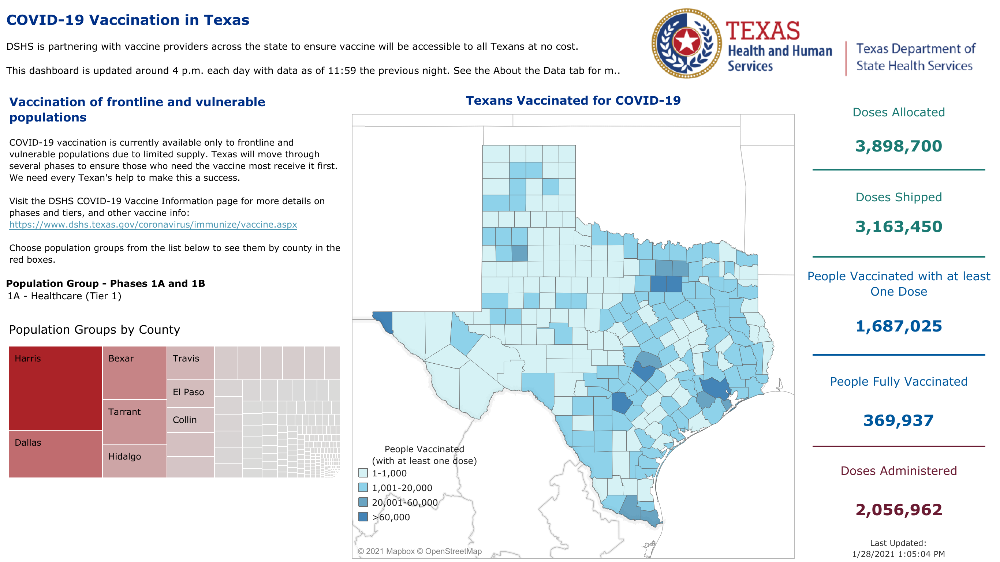 COVID-19 Vaccination in Texas
DSHS is partnering with vaccine providers across the state to ensure vaccine will be accessible to all Texans at no cost.
This dashboard is updated around 4 p.m. each day with data as of 11:59 the previous night. See the About the Data tab for m..
TEXAS
Health and Human
Services
Texas Department of
State Health Services
Vaccination of frontline and vulnerable
populations
COVID-19 vaccination is currently available only to frontline and
vulnerable populations due to limited supply. Texas will move through
several phases to ensure those who need the vaccine most receive it first.
We need every Texan's help to make this a success.
Visit the DSHS COVID-19 Vaccine Information page for more details on
phases and tiers, and other vaccine info:
https://www.dshs.texas.gov/coronavirus/immunize/vaccine.aspx
Choose population groups from the list below to see them by county in the
red boxes.
Population Group - Phases 1A and 1B
1A - Healthcare (Tier 1)
Population Groups by County
Harris
Dallas
Bexar
Tarrant
Hidalgo
Travis
El Paso
Collin
Texans Vaccinated for COVID-19
People Vaccinated
(with at least one dose)
1-1,000
1,001-20,000
20,001-60,000
>60,000
© 2021 Mapbox © OpenStreetMap
Doses Allocated
3,898,700
Doses Shipped
3,163,450
People Vaccinated with at least
One Dose
1,687,025
People Fully Vaccinated
369,937
Doses Administered
2,056,962
Last Updated:
1/28/2021 1:05:04 PM